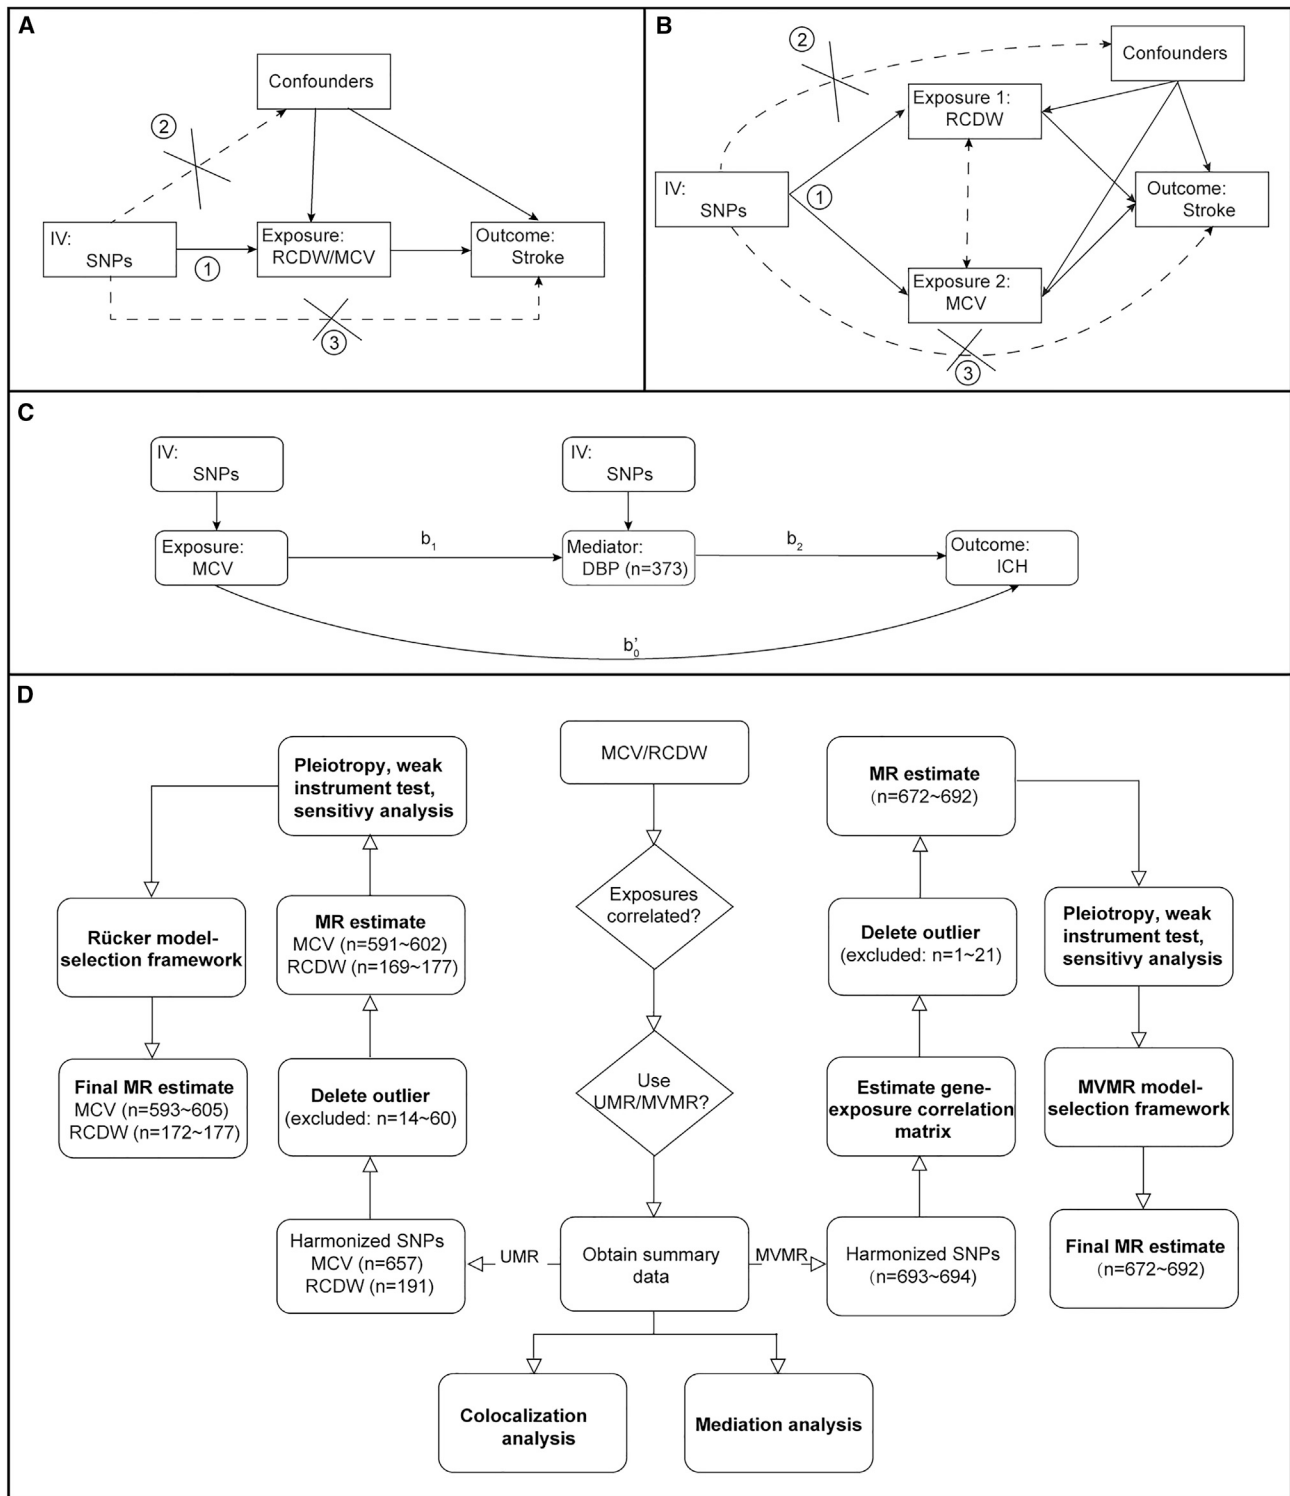 A
Confounders
②
IV:
SNPs
①
Exposure:
RCDW/MCV
Outcome:
Stroke
③
B
②
Confounders
Exposure 1:
RCDW
IV:
SNPs
①
Outcome:
Stroke
Exposure 2:
MCV
③
C
IV:
SNPs
IV:
SNPs
Exposure:
MCV
b₁
Mediator:
DBP (n=373)
b₂
Outcome:
ICH
b₀’
D
Pleiotropy, weak
instrument test,
sensitivy analysis
Rücker model-
selection framework
MR estimate
MCV (n=591~602)
RCDW (n=169~177)
Final MR estimate
MCV (n=593~605)
RCDW (n=172~177)
Delete outlier
(excluded: n=14~60)
Harmonized SNPs
MCV (n=657)
RCDW (n=191)
UMR
MCV/RCDW
Exposures
correlated?
Use
UMR/MVMR?
Obtain summary
data
MVMR
Colocalization
analysis
Mediation analysis
MR estimate
(n=672~692)
Delete outlier
(excluded: n=1~21)
Estimate gene-
exposure correlation
matrix
Harmonized SNPs
(n=693~694)
Pleiotropy, weak
instrument test,
sensitivy analysis
MVMR model-
selection framework
Final MR estimate
(n=672~692)